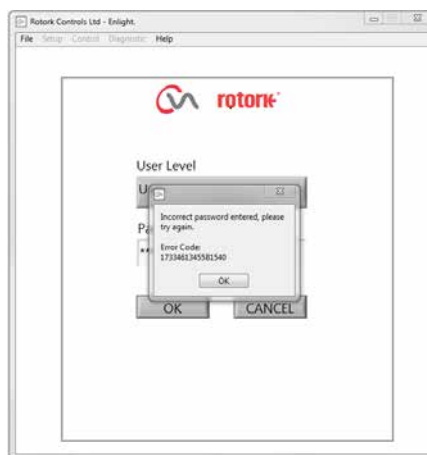 Rotork Controls Ltd - Enlight.
File Setup Control Diagnostic Help
rotork
User Level
U
Incorrect password entered, please
try again.
Pa
Error Code:
1733461345581540
**
OK
OK CANCEL